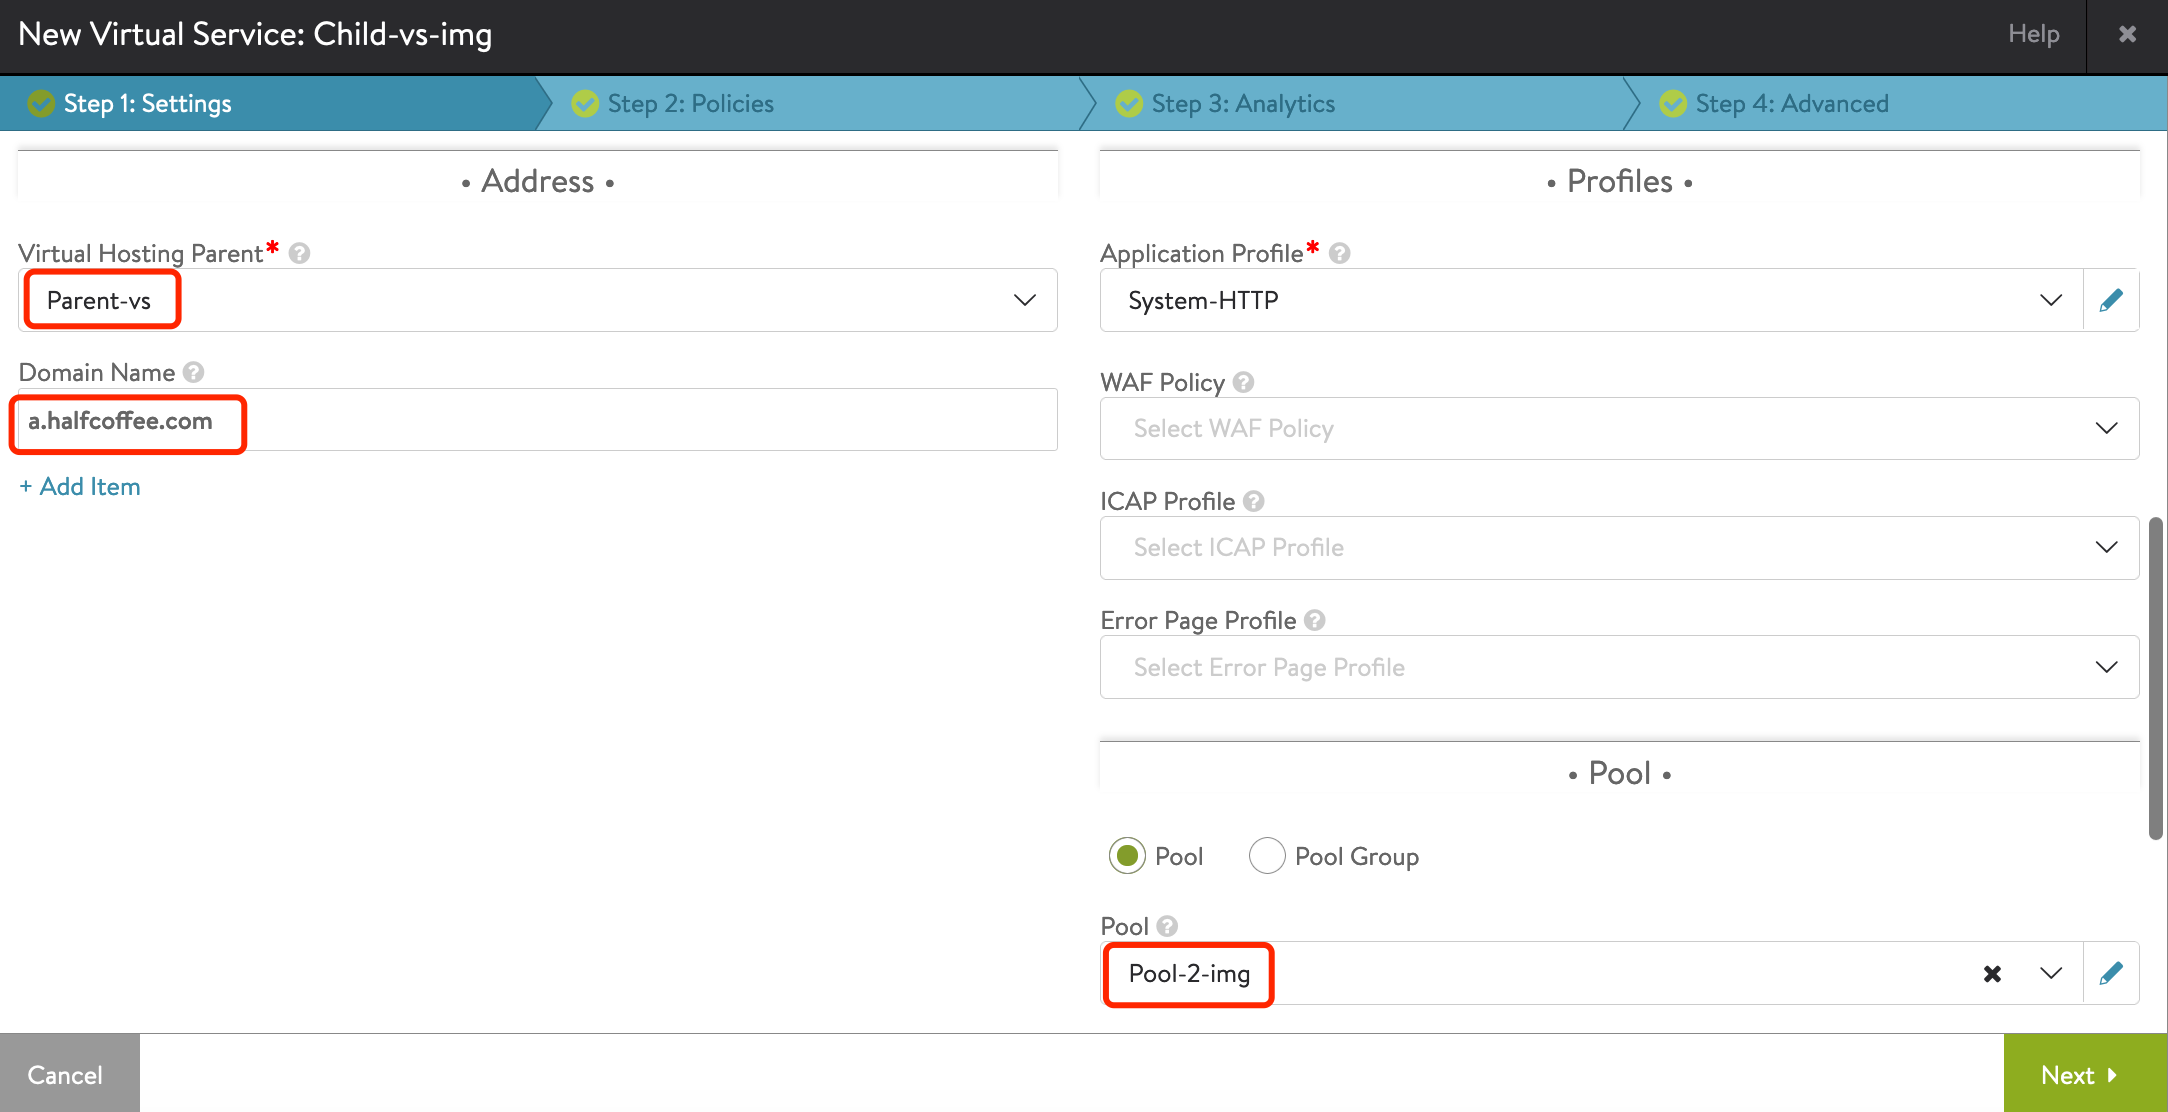 New Virtual Service: Child-vs-img
Help
Step 1: Settings
Step 2: Policies
Step 3: Analytics
Step 4: Advanced
• Address •
Virtual Hosting Parent*
Parent-vs
Domain Name
a.halfcoffee.com
+ Add Item
• Profiles •
Application Profile*
System-HTTP
WAF Policy
Select WAF Policy
ICAP Profile
Select ICAP Profile
Error Page Profile
Select Error Page Profile
• Pool •
Pool
Pool Group
Pool
Pool-2-img
Cancel
Next